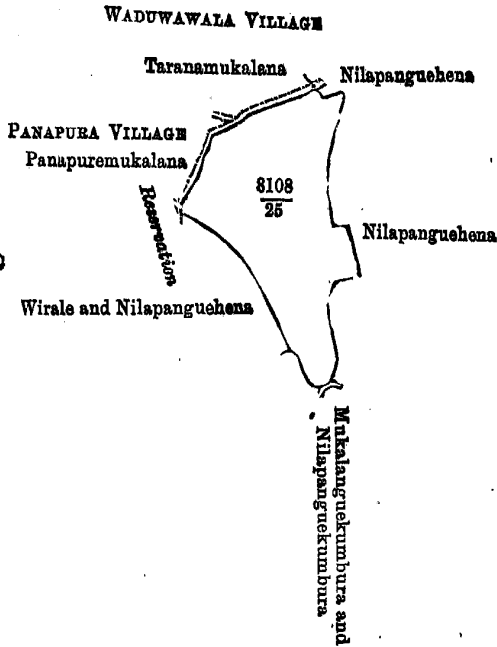 WADUWAWALA VILLAGE
Taranamukalana
Nilapanguehena
PANAPURA VILLAGE
Panapuremukalana
8108
25
Reservation
Nilapanguehena
Wirale and Nilapanguehena
Mukalanguekumbura and
Nilapanguekumbura